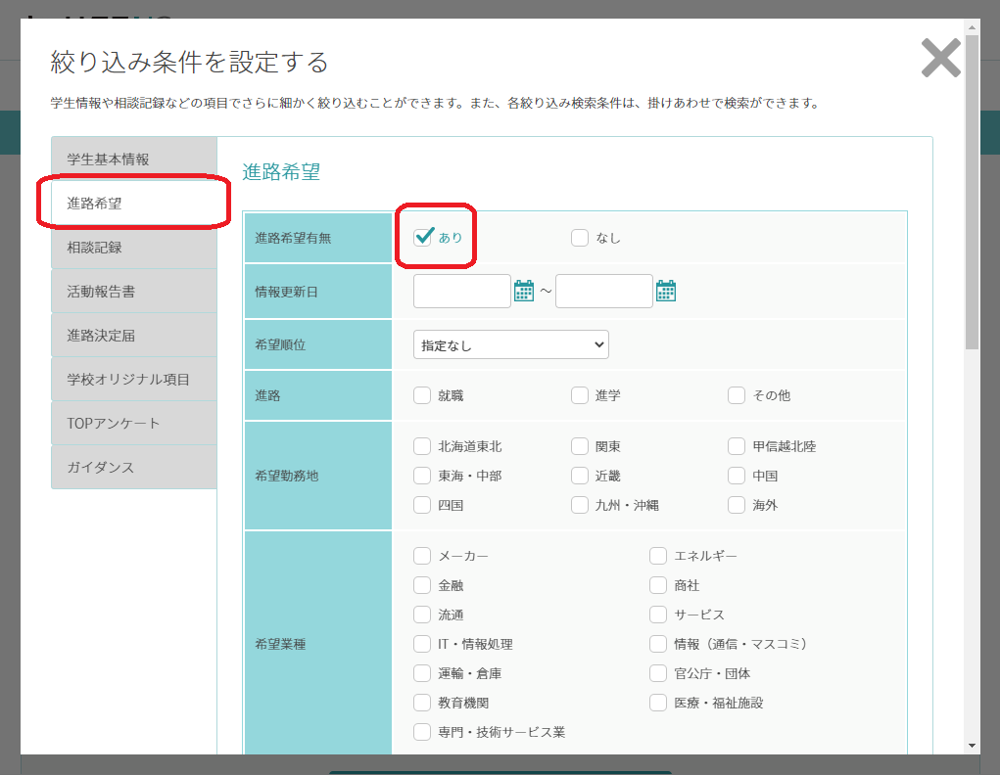 絞り込み条件を設定する
学生情報や相談記録などの項目でさらに細かく絞り込むことができます。また、各絞り込み検索条件は、掛けあわせで検索ができます。
学生基本情報
進路希望
相談記録
活動報告書
進路決定届
学校オリジナル項目
TOPアンケート
ガイダンス
進路希望
進路希望有無 あり なし
情報更新日 ～
希望順位 指定なし
進路 就職 進学 その他
希望勤務地
北海道東北 関東 甲信越北陸
東海・中部 近畿 中国
四国 九州・沖縄 海外
希望業種
メーカー エネルギー
金融 商社
流通 サービス
IT・情報処理 情報（通信・マスコミ）
運輸・倉庫 官公庁・団体
教育機関 医療・福祉施設
専門・技術サービス業